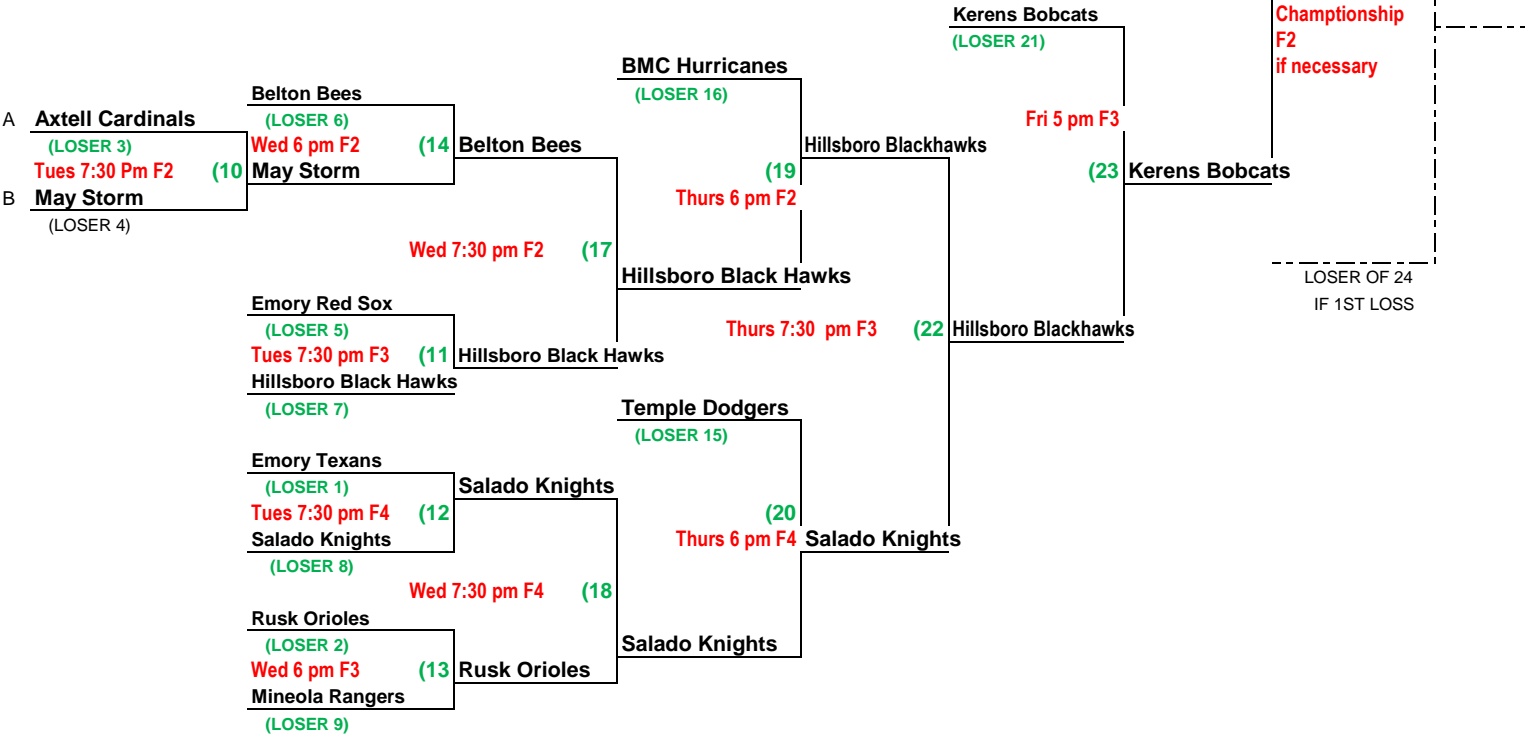 Kerens Bobcats
(LOSER 21)
Champtionship
F2
if necessary
BMC Hurricanes
(LOSER 16)
Belton Bees
(LOSER 6)
A Axtell Cardinals
(LOSER 3)
Wed 6 pm F2 (14 Belton Bees
Fri 5 pm F3
Hillsboro Blackhawks
Tues 7:30 Pm F2 (10 May Storm
(19
(23 Kerens Bobcats
B May Storm
(LOSER 4)
Thurs 6 pm F2
Wed 7:30 pm F2 (17
Hillsboro Black Hawks
LOSER OF 24
IF 1ST LOSS
Emory Red Sox
(LOSER 5)
Thurs 7:30 pm F3 (22 Hillsboro Blackhawks
Tues 7:30 pm F3 (11 Hillsboro Black Hawks
Hillsboro Black Hawks
(LOSER 7)
Temple Dodgers
(LOSER 15)
Emory Texans
(LOSER 1)
Salado Knights
Tues 7:30 pm F4 (12
(20
Salado Knights
(LOSER 8)
Thurs 6 pm F4 Salado Knights
Wed 7:30 pm F4 (18
Rusk Orioles
(LOSER 2)
Salado Knights
Wed 6 pm F3 (13 Rusk Orioles
Mineola Rangers
(LOSER 9)